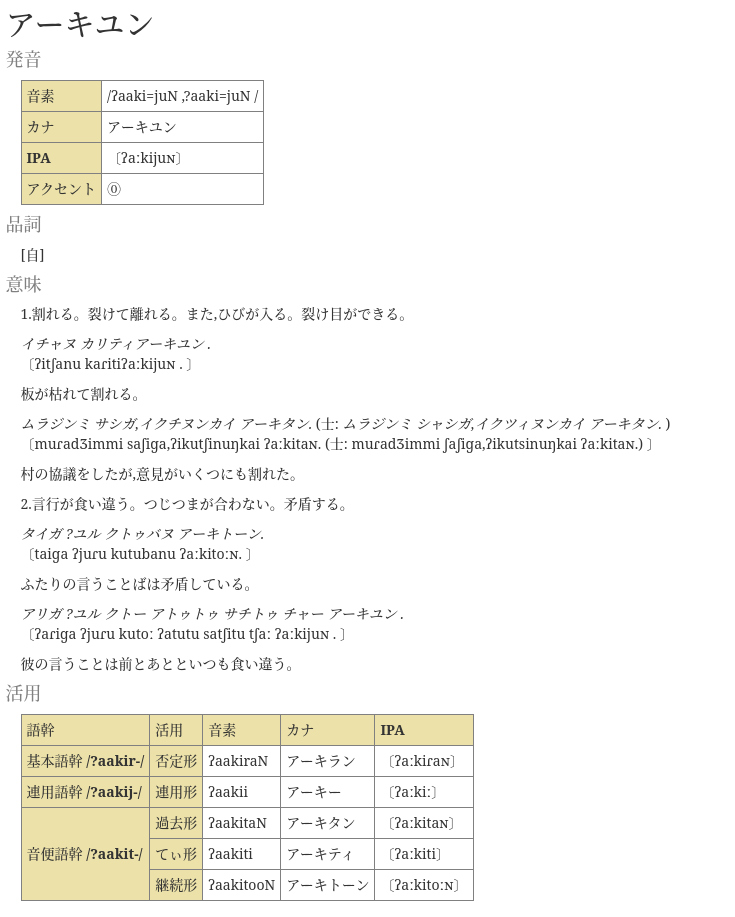 アーキユン
発音
音素 /ʔaaki=juN ,?aaki=juN /
カナ アーキユン
IPA 〔ʔaːkijuɴ〕
アクセント ⓪
品詞
[自]
意味
1.割れる。裂けて離れる。また,ひびが入る。裂け目ができる。
イチャヌ カリティアーキユン .
〔ʔitʃanu kaɾitiʔaːkijuɴ . 〕
板が枯れて割れる。
ムラジンミ サシガ,イクチヌンカイ アーキタン. (士: ムラジンミ シャシガ,イクツィヌンカイ アーキタン. )
〔muɾadƷimmi saʃiga,ʔikutʃinuŋkai ʔaːkitaɴ. (士: muɾadƷimmi ʃaʃiga,ʔikutsinuŋkai ʔaːkitaɴ.) 〕
村の協議をしたが,意見がいくつにも割れた。
2.言行が食い違う。つじつまが合わない。矛盾する。
タイガ ?ユル クトゥバヌ アーキトーン.
〔taiga ʔjuɾu kutubanu ʔaːkitoːɴ. 〕
ふたりの言うことばは矛盾している。
アリガ ?ユル クトー アトゥトゥ サチトゥ チャー アーキユン .
〔ʔaɾiga ʔjuɾu kutoː ʔatutu satʃitu tʃaː ʔaːkijuɴ . 〕
彼の言うことは前とあとといつも食い違う。
活用
語幹 活用 音素 カナ IPA
基本語幹 /?aakir-/ 否定形 ʔaakiraN アーキラン 〔ʔaːkiɾaɴ〕
連用語幹 /?aakij-/ 連用形 ʔaakii アーキー 〔ʔaːkiː〕
音便語幹 /?aakit-/ 過去形 ʔaakitaN アーキタン 〔ʔaːkitaɴ〕
てぃ形 ʔaakiti アーキティ 〔ʔaːkiti〕
継続形 ʔaakitooN アーキトーン 〔ʔaːkitoːɴ〕